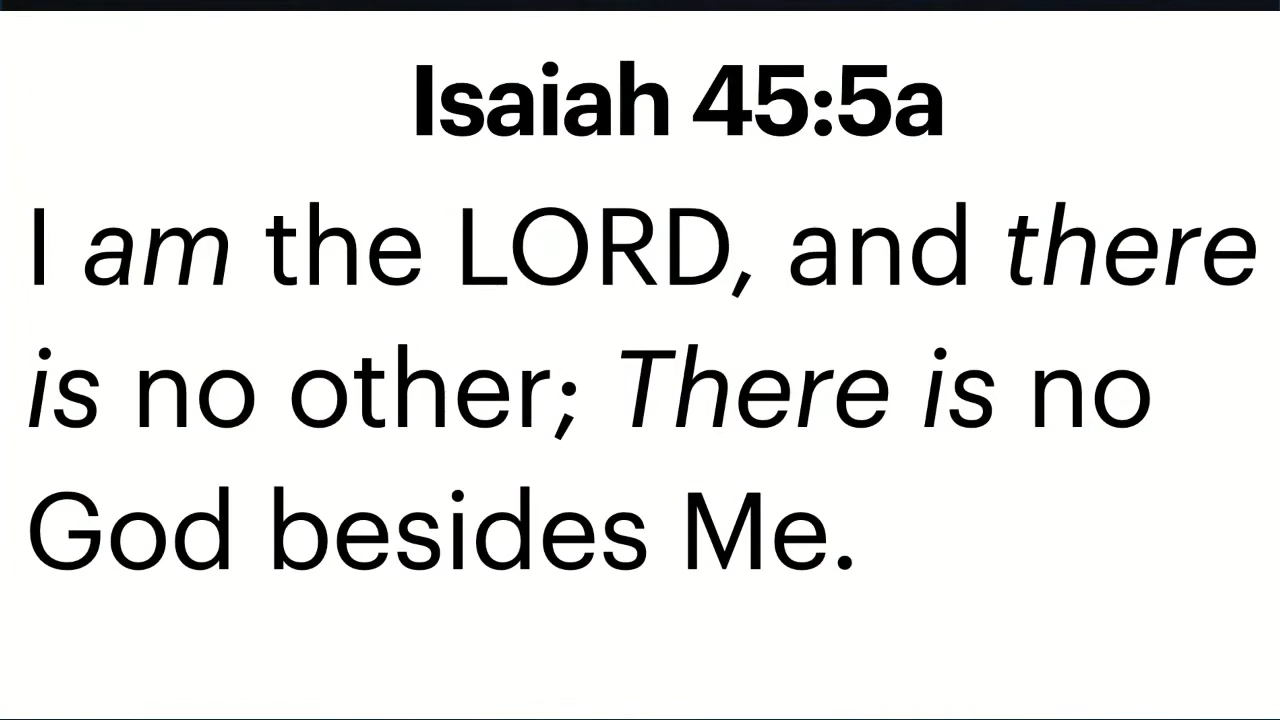 Isaiah 45:5a
I am the LORD, and there
is no other; There is no
God besides Me.